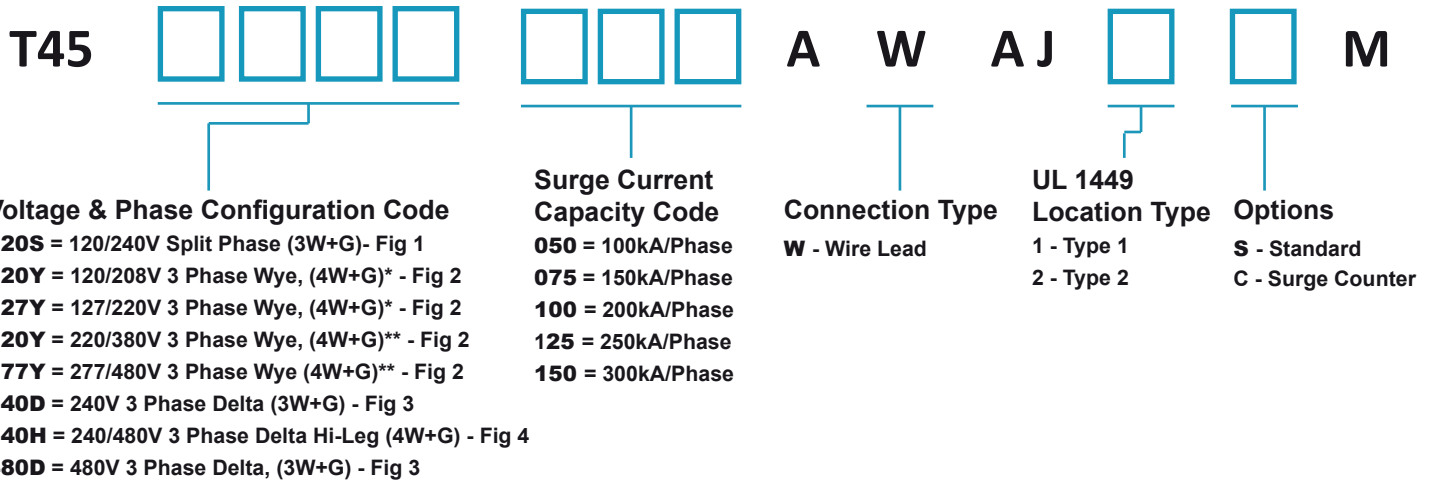 T45 A W A J M
Voltage & Phase Configuration Code
20S = 120/240V Split Phase (3W+G)- Fig 1
20Y = 120/208V 3 Phase Wye, (4W+G)* - Fig 2
27Y = 127/220V 3 Phase Wye, (4W+G)* - Fig 2
20Y = 220/380V 3 Phase Wye, (4W+G)** - Fig 2
77Y = 277/480V 3 Phase Wye (4W+G)** - Fig 2
40D = 240V 3 Phase Delta (3W+G) - Fig 3
40H = 240/480V 3 Phase Delta Hi-Leg (4W+G) - Fig 4
80D = 480V 3 Phase Delta, (3W+G) - Fig 3
Surge Current
Capacity Code
050 = 100kA/Phase
075 = 150kA/Phase
100 = 200kA/Phase
125 = 250kA/Phase
150 = 300kA/Phase
Connection Type
W - Wire Lead
UL 1449
Location Type
1 - Type 1
2 - Type 2
Options
S - Standard
C - Surge Counter